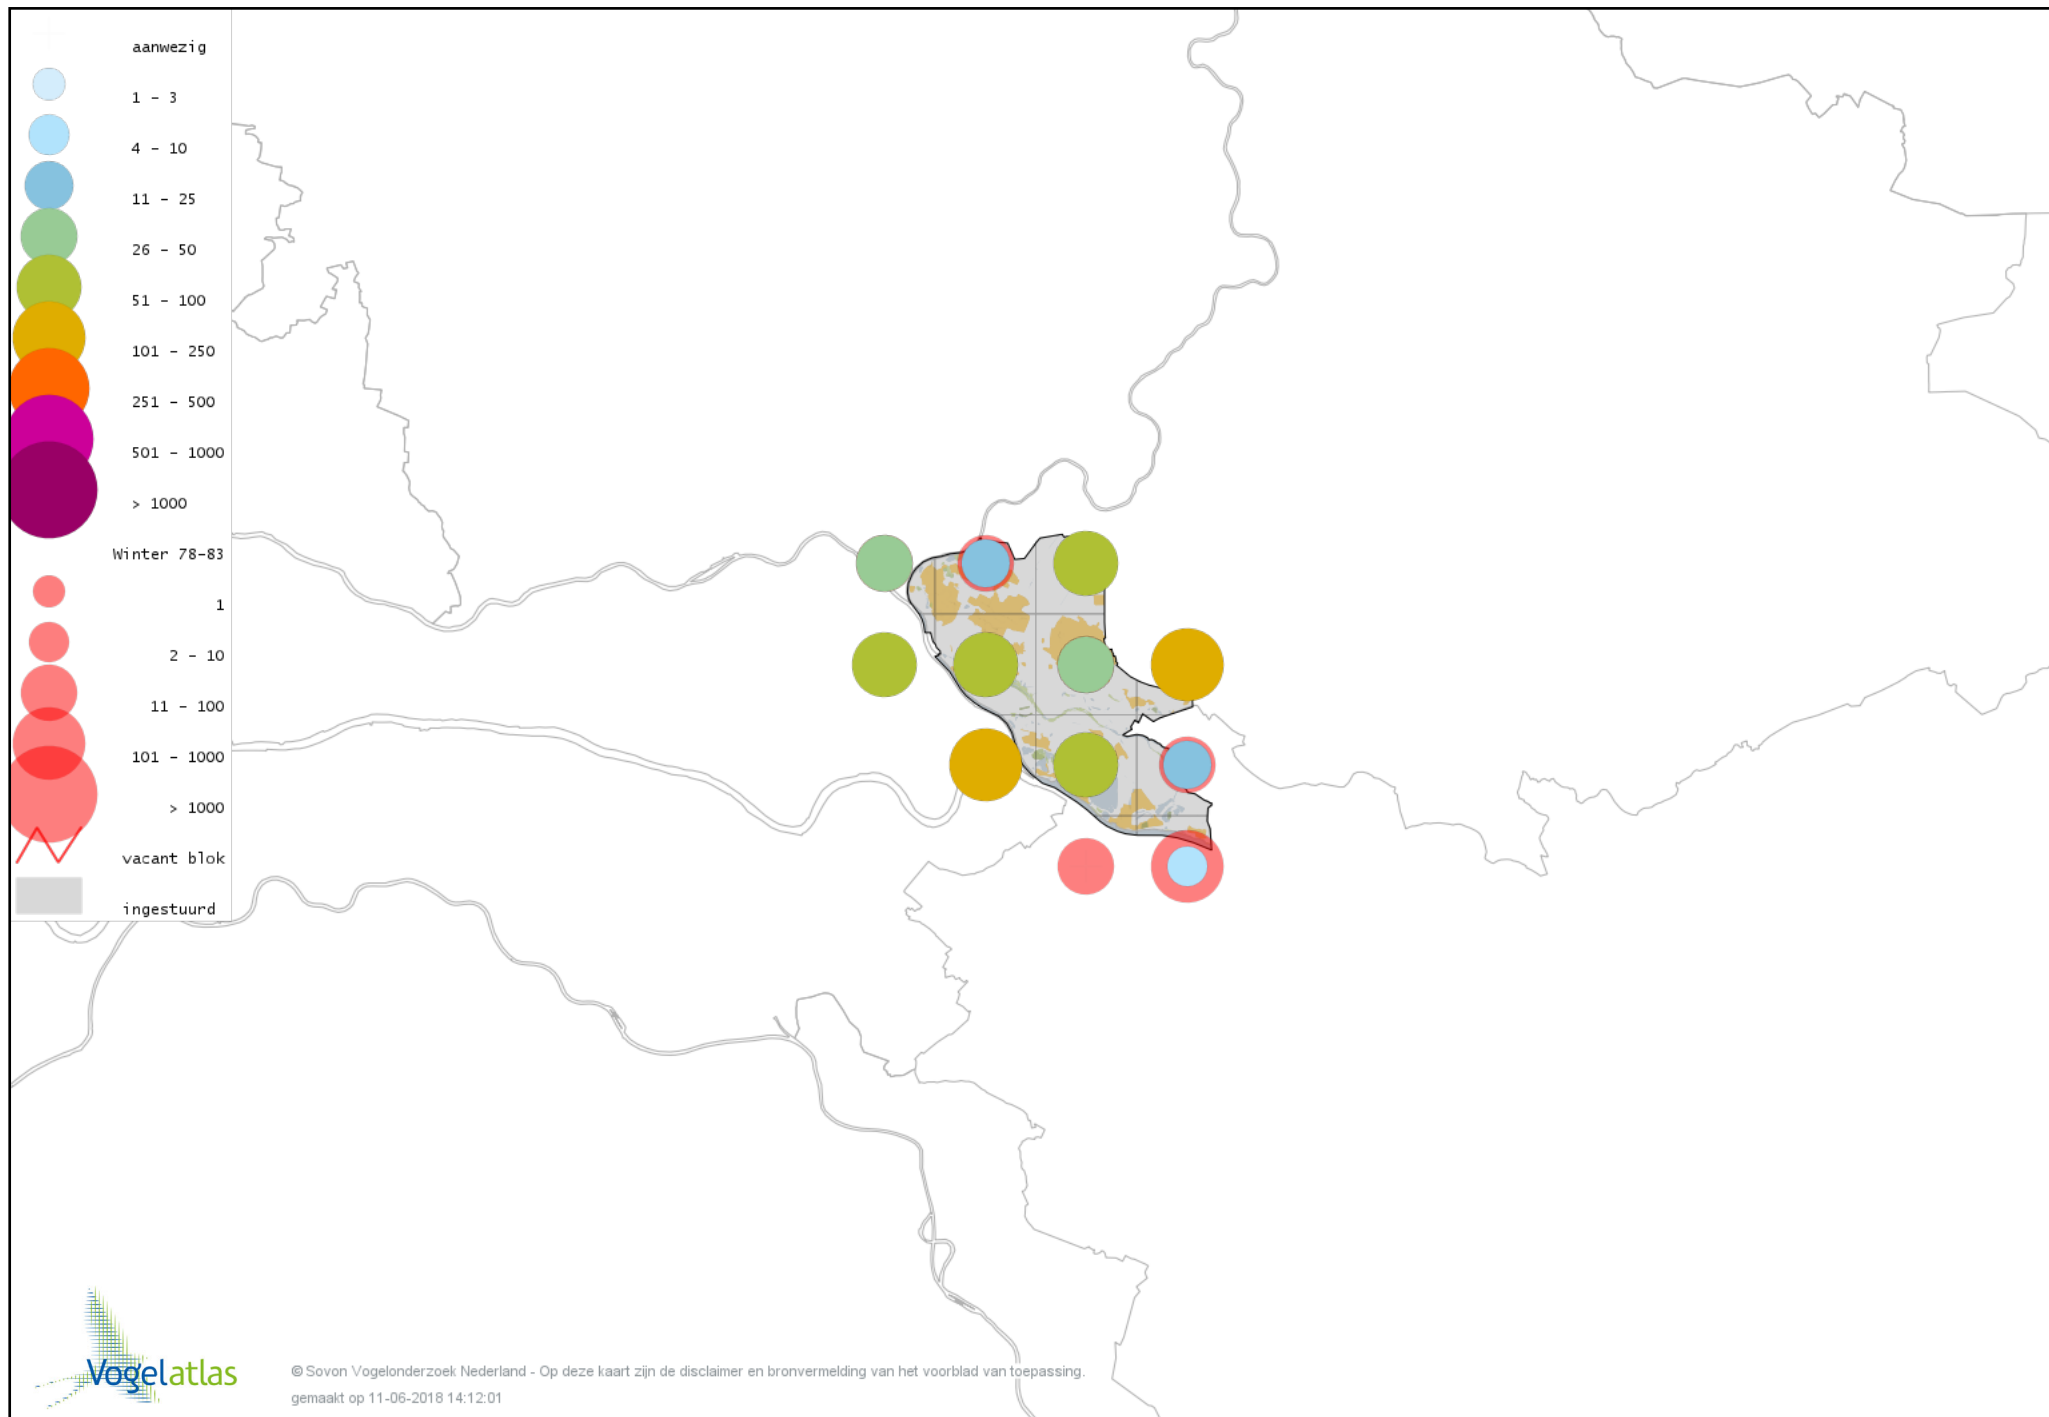 aanwezig
1 - 3
4 - 10
11 - 25
26 - 50
51 - 100
101 - 250
251 - 500
501 - 1000
> 1000
Winter 78-83
1
2 - 10
11 - 100
101 - 1000
> 1000
vacant blok
ingestuurd
Vogelatlas
© Sovon Vogelonderzoek Nederland - Op deze kaart zijn de disclaimer en bronvermelding van het voorblad van toepassing.
gemaakt op 11-06-2018 14:12:01